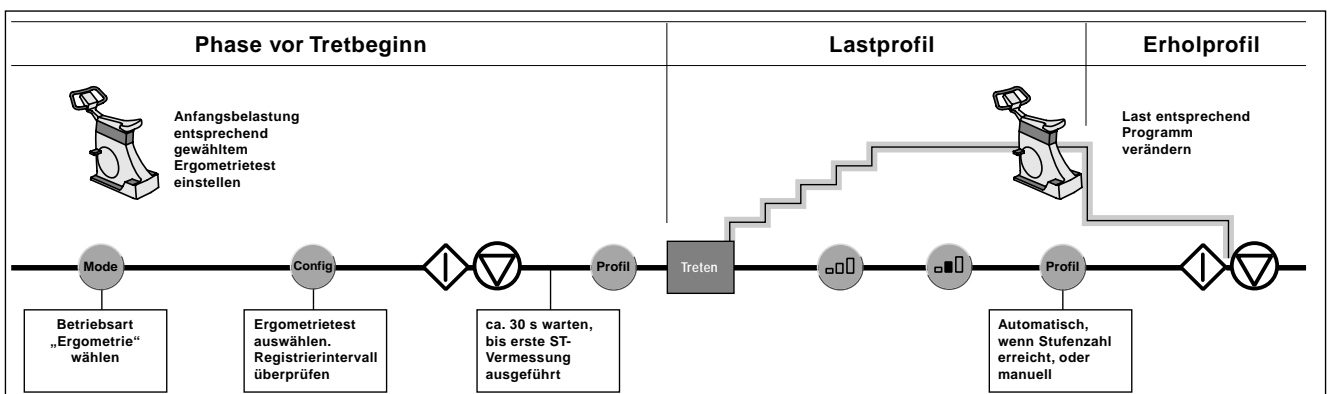 Phase vor Tretbeginn
Lastprofil
Erholprofil
Anfangsbelastung
entsprechend
gewähltem
Ergometrietest
einstellen
Last entsprechend
Programm
verändern
Mode
Config
Profil
Treten
Profil
Betriebsart
„Ergometrie“
wählen
Ergometrietest
auswählen.
Registrierintervall
überprüfen
ca. 30 s warten,
bis erste ST-
Vermessung
ausgeführt
Automatisch,
wenn Stufenzahl
erreicht, oder
manuell